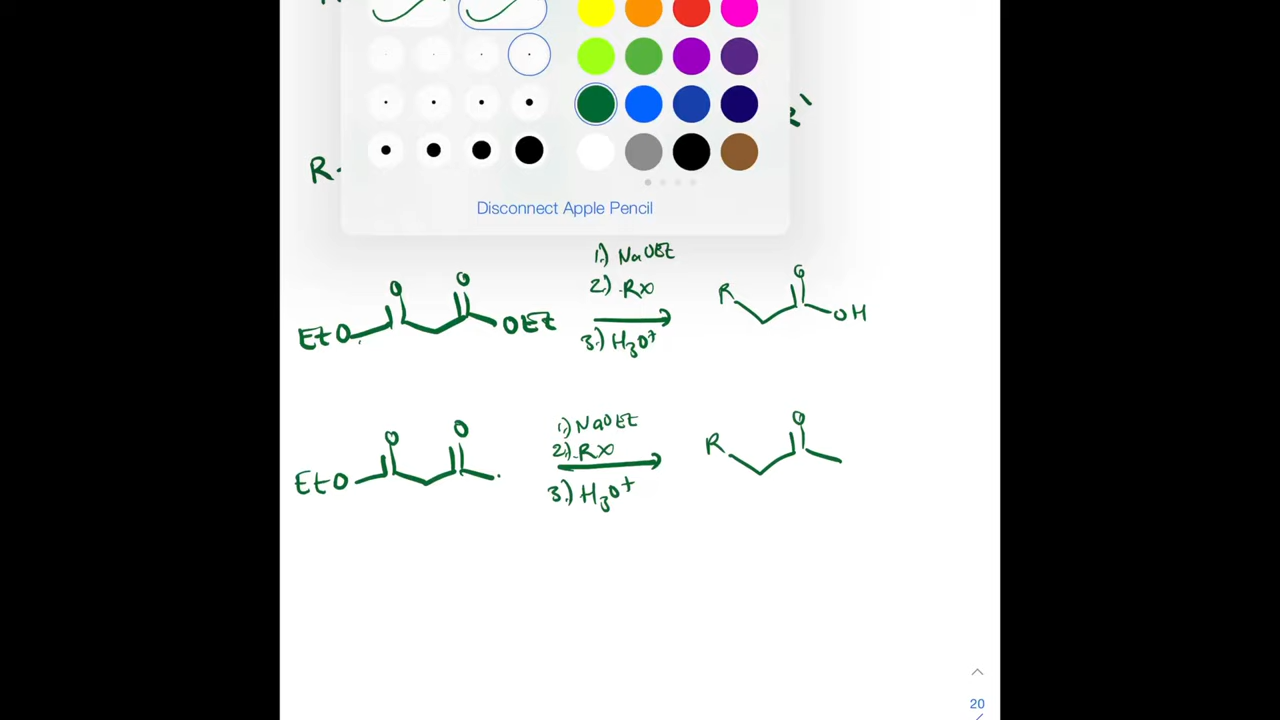 R'
R-
Disconnect Apple Pencil
O O
EtO OEt
1.) NaOEt
2.) RX
3.) H3O+
R O
OH
O O
EtO
1.) NaOEt
2.) RX
3.) H3O+
R O
20